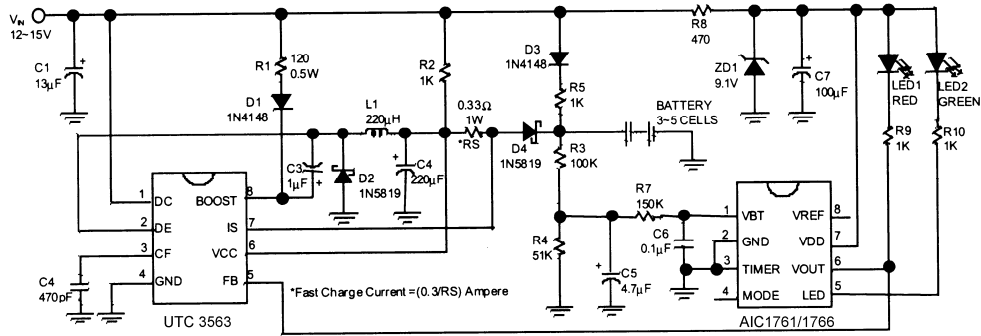 VIN
12~15V
C1
13µF
R1
120
0.5W
D1
1N4148
L1
220µH
R2
1K
0.33Ω
1W
*RS
D3
1N4148
R5
1K
BATTERY
3~5 CELLS
R8
470
ZD1
9.1V
C7
100µF
LED1
RED
LED2
GREEN
R9
1K
R10
1K
C3
1µF
D2
1N5819
C4
220µF
D4
1N5819
R3
100K
R7
150K
R4
51K
C5
4.7µF
C6
0.1µF
1 DC BOOST 8
2 DE IS 7
3 CF VCC 6
4 GND FB 5
C4
470pF
UTC 3563
*Fast Charge Current =(0.3/RS) Ampere
1 VBT VREF 8
2 GND VDD 7
3 TIMER VOUT 6
4 MODE LED 5
AIC1761/1766